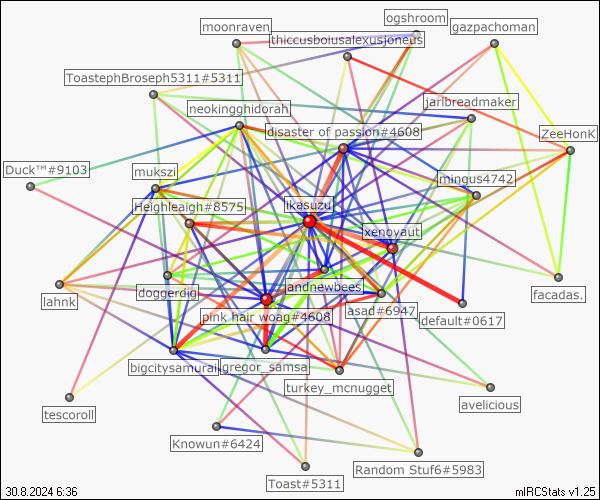 ogshroom
moonraven
gazpachoman
thiccusboiusalexusjoneus
ToastephBroseph5311#5311
neokingghidorah
jarlbreadmaker
disaster of passion#4608
ZeeHonK
Duck™#9103
mukszi
mingus4742
Heighleaigh#8575
ikesuzu
xenoyaut
doggerdig
andnewbees
facadas.
lahnk
pink hair woag#4608
asad#6947
default#0617
bigcitysamurai
gregor_samsa
turkey_mcnugget
avelicious
tescoroll
Knowun#6424
Random Stuf6#5983
Toast#5311
30.8.2024 6:36
mIRCStats v1.25